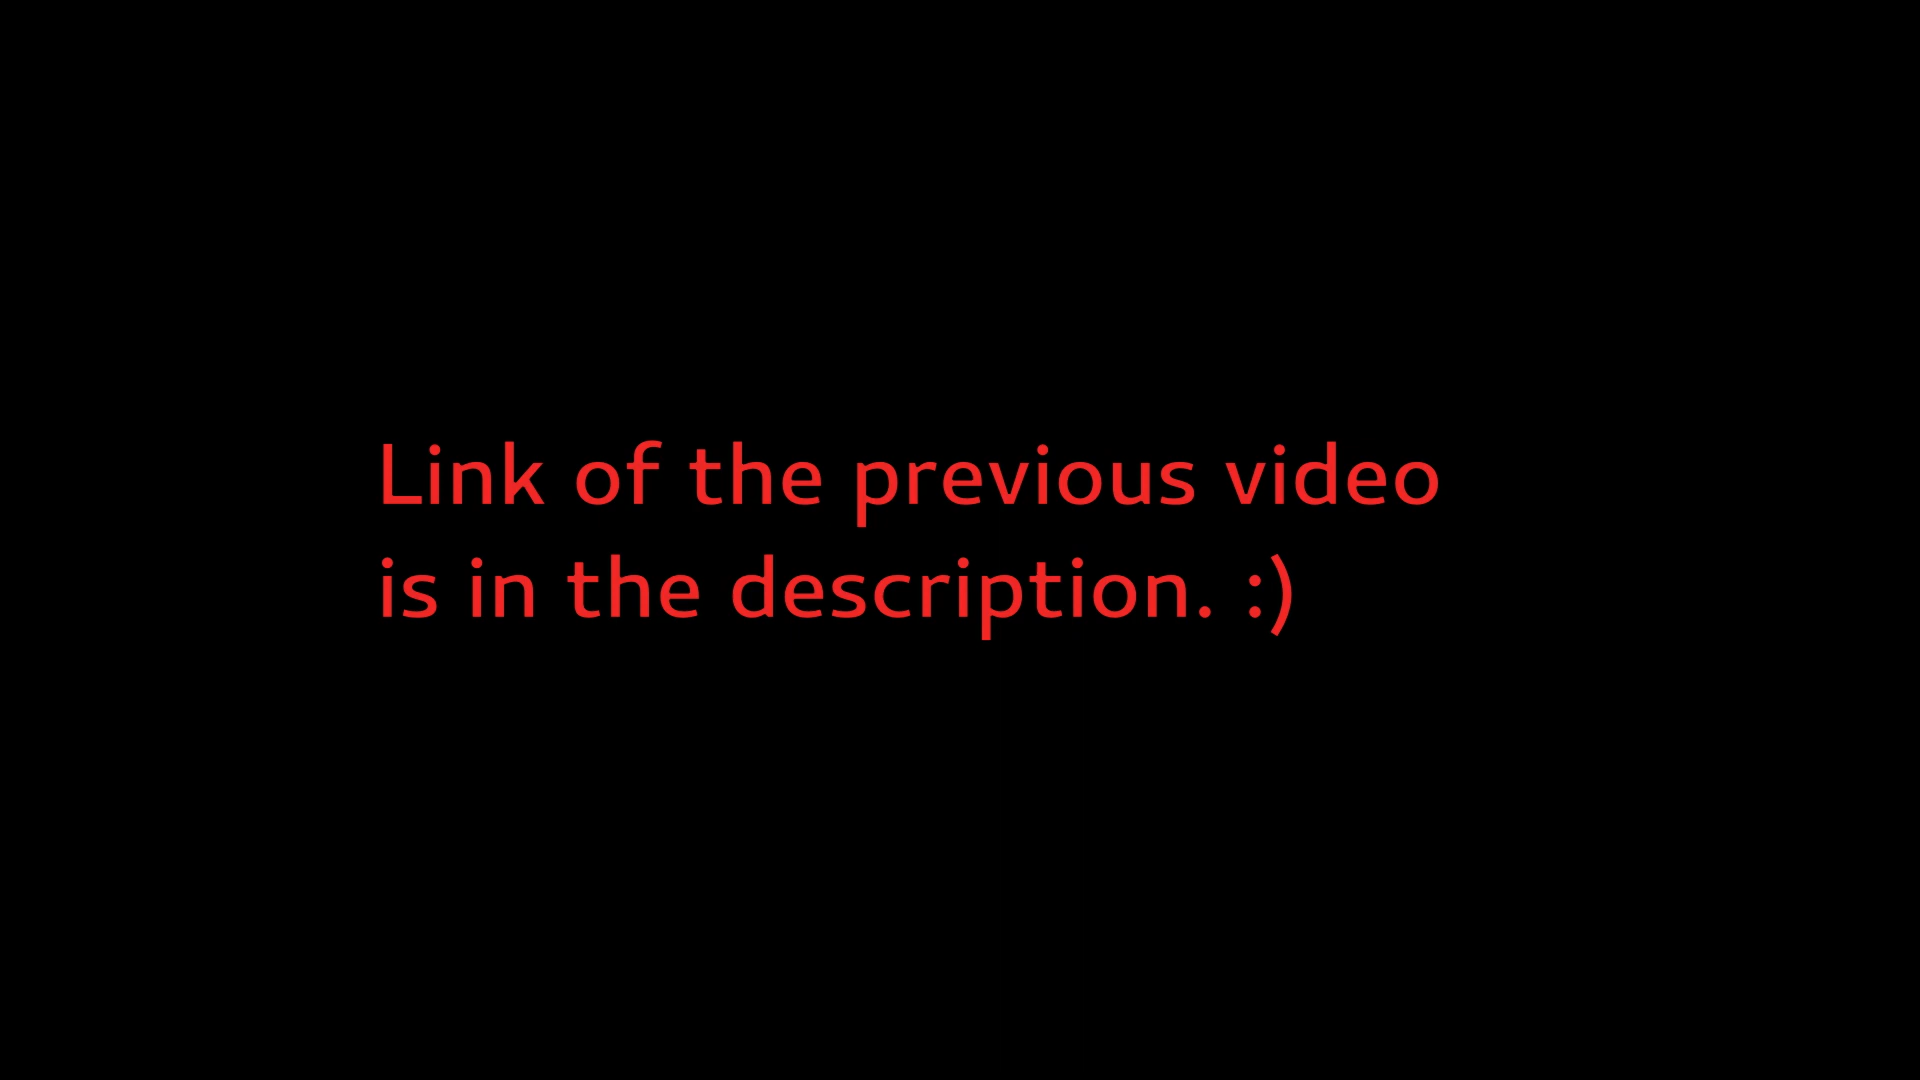 Link of the previous video
is in the description. :)